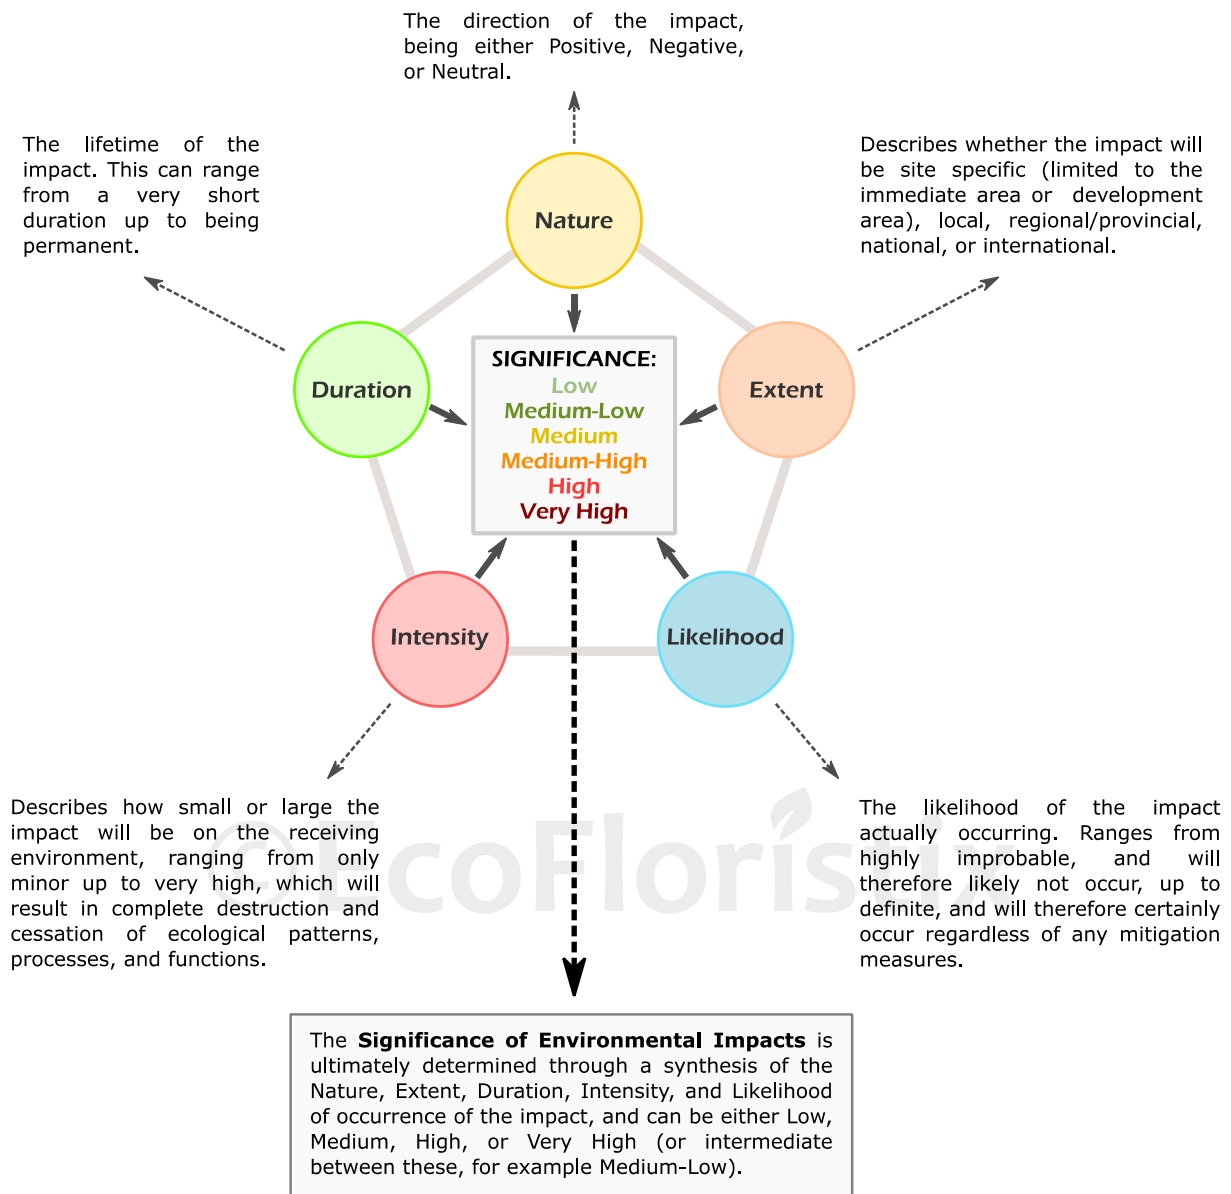 The direction of the impact,
being either Positive, Negative,
or Neutral.
The lifetime of the
impact. This can range
from a very short
duration up to being
permanent.
Describes whether the impact will
be site specific (limited to the
immediate area or development
area), local, regional/provincial,
national, or international.
Nature
Duration
Extent
SIGNIFICANCE:
Low
Medium-Low
Medium
Medium-High
High
Very High
Intensity
Likelihood
Describes how small or large the
impact will be on the receiving
environment, ranging from only
minor up to very high, which will
result in complete destruction and
cessation of ecological patterns,
processes, and functions.
©EcoFloristix
The likelihood of the impact
actually occurring. Ranges from
highly improbable, and will
therefore likely not occur, up to
definite, and will therefore certainly
occur regardless of any mitigation
measures.
The Significance of Environmental Impacts is
ultimately determined through a synthesis of the
Nature, Extent, Duration, Intensity, and Likelihood
of occurrence of the impact, and can be either Low,
Medium, High, or Very High (or intermediate
between these, for example Medium-Low).